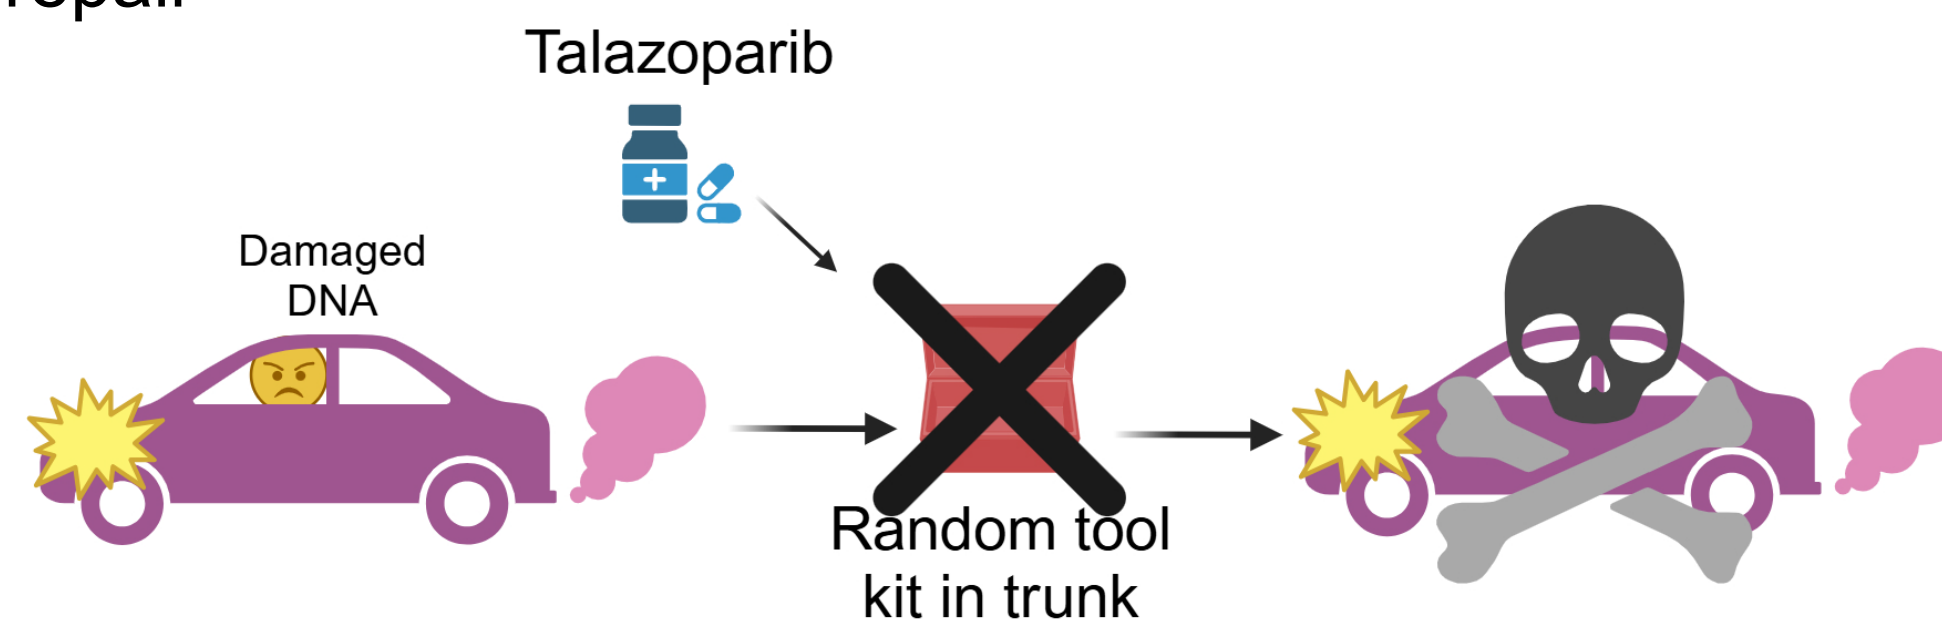 Talazoparib
Damaged
DNA
Random tool
kit in trunk